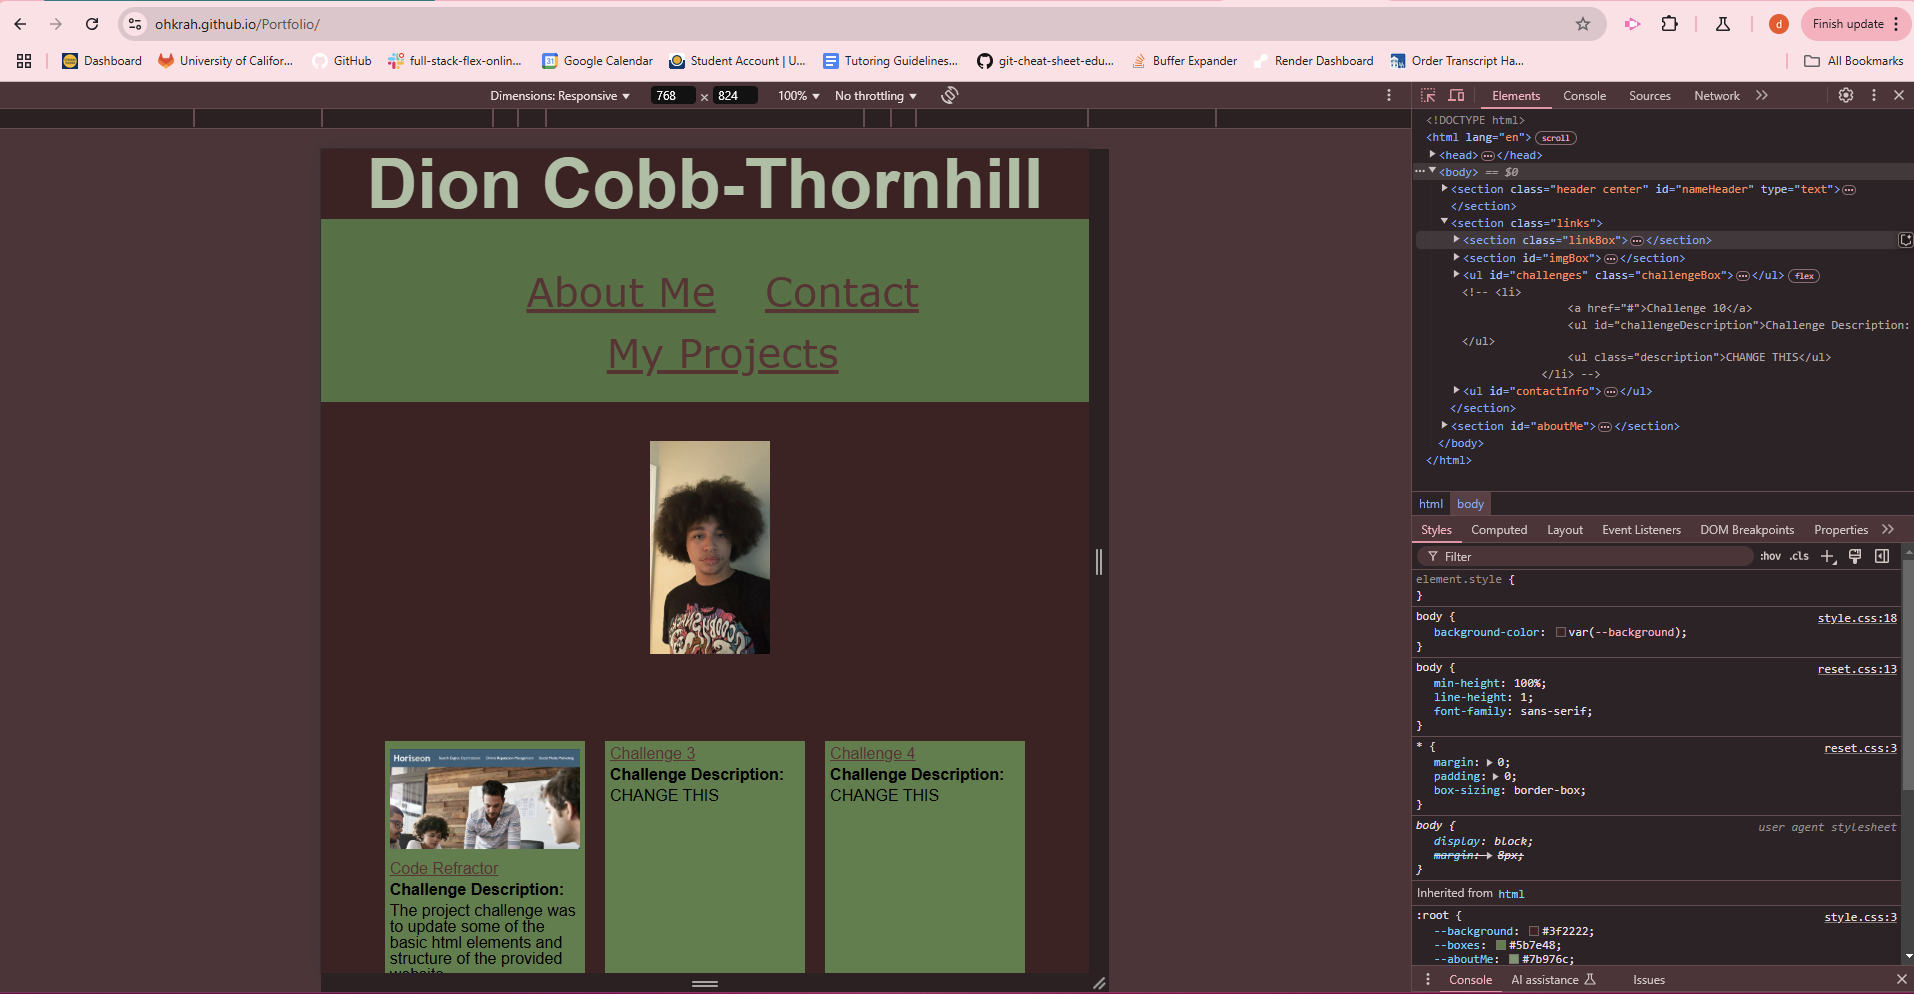 ohkrah.github.io/Portfolio/
d
Finish update
Dashboard
University of Califor...
GitHub
full-stack-flex-onlin...
Google Calendar
Student Account | U...
Tutoring Guidelines...
git-cheat-sheet-edu...
Buffer Expander
Render Dashboard
Order Transcript Ha...
All Bookmarks
Dimensions: Responsive
768 x 824
100%
No throttling
Dion Cobb-Thornhill
About Me
Contact
My Projects
Horiseon
Code Refractor
Challenge Description:
The project challenge was
to update some of the
basic html elements and
structure of the provided
website
Challenge 3
Challenge Description:
CHANGE THIS
Challenge 4
Challenge Description:
CHANGE THIS
Elements
Console
Sources
Network
<!DOCTYPE html>
<html lang="en"> scroll
<head> </head>
<body> == $0
<section class="header center" id="nameHeader" type="text">
</section>
<section class="links">
<section class="linkBox"> </section>
<section id="imgBox"> </section>
<ul id="challenges" class="challengeBox"> </ul> flex
<!-- <li>
<a href="#">Challenge 10</a>
<ul id="challengeDescription">Challenge Description:
</ul>
<ul class="description">CHANGE THIS</ul>
</li> -->
<ul id="contactInfo"> </ul>
</section>
<section id="aboutMe"> </section>
</body>
</html>
html
body
Styles
Computed
Layout
Event Listeners
DOM Breakpoints
Properties
Filter
:hov
.cls
element.style {
}
body {
style.css:18
background-color: var(--background);
}
body {
reset.css:13
min-height: 100%;
line-height: 1;
font-family: sans-serif;
}
* {
reset.css:3
margin: 0;
padding: 0;
box-sizing: border-box;
}
body {
user agent stylesheet
display: block;
margin: 8px;
}
Inherited from html
:root {
style.css:3
--background: #3f2222;
--boxes: #5b7e48;
--aboutMe: #7b976c;
Console
AI assistance
Issues